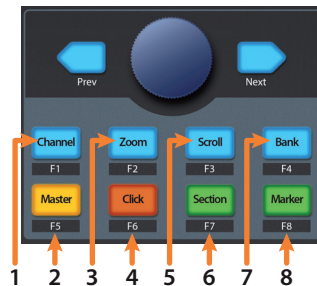 Prev Next
Channel Zoom Scroll Bank
F1 F2 F3 F4
Master Click Section Marker
F5 F6 F7 F8
1 2 3 4 5 6 7 8